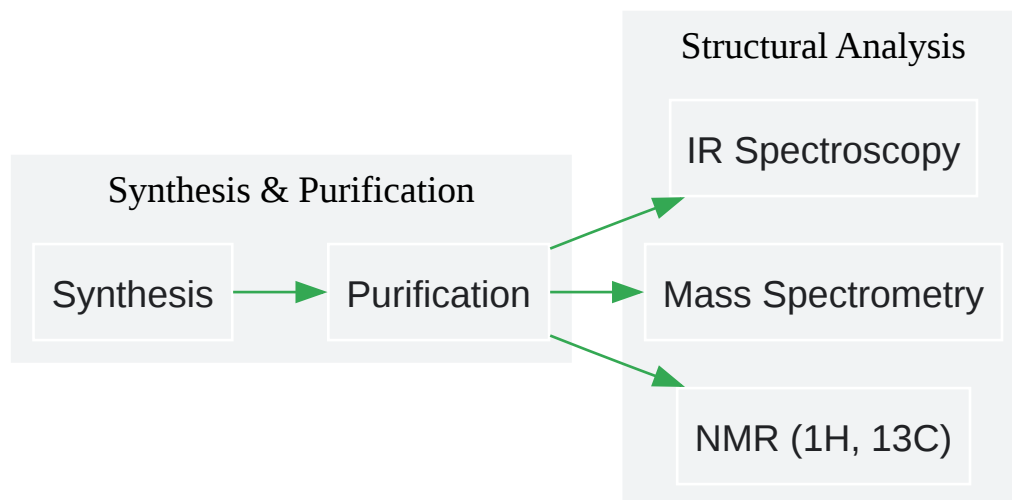 Synthesis & Purification
Synthesis
Purification
Structural Analysis
IR Spectroscopy
Mass Spectrometry
NMR (1H, 13C)